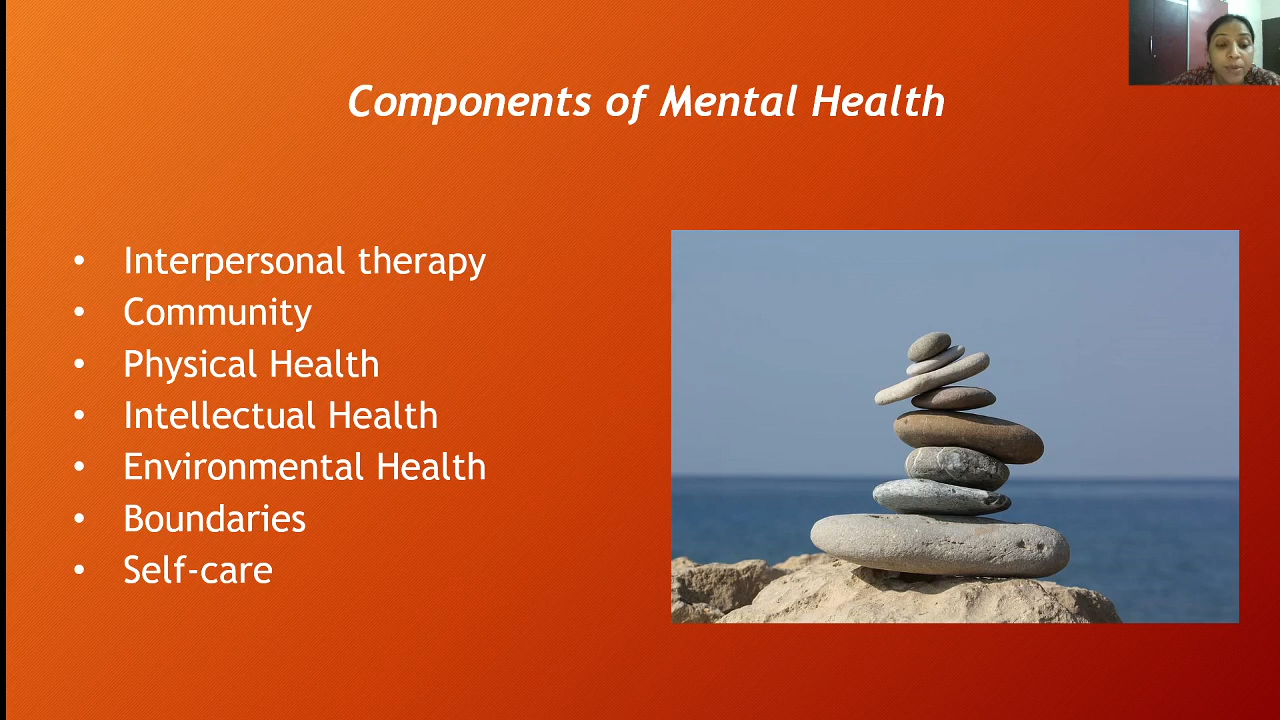 Components of Mental Health
• Interpersonal therapy
• Community
• Physical Health
• Intellectual Health
• Environmental Health
• Boundaries
• Self-care